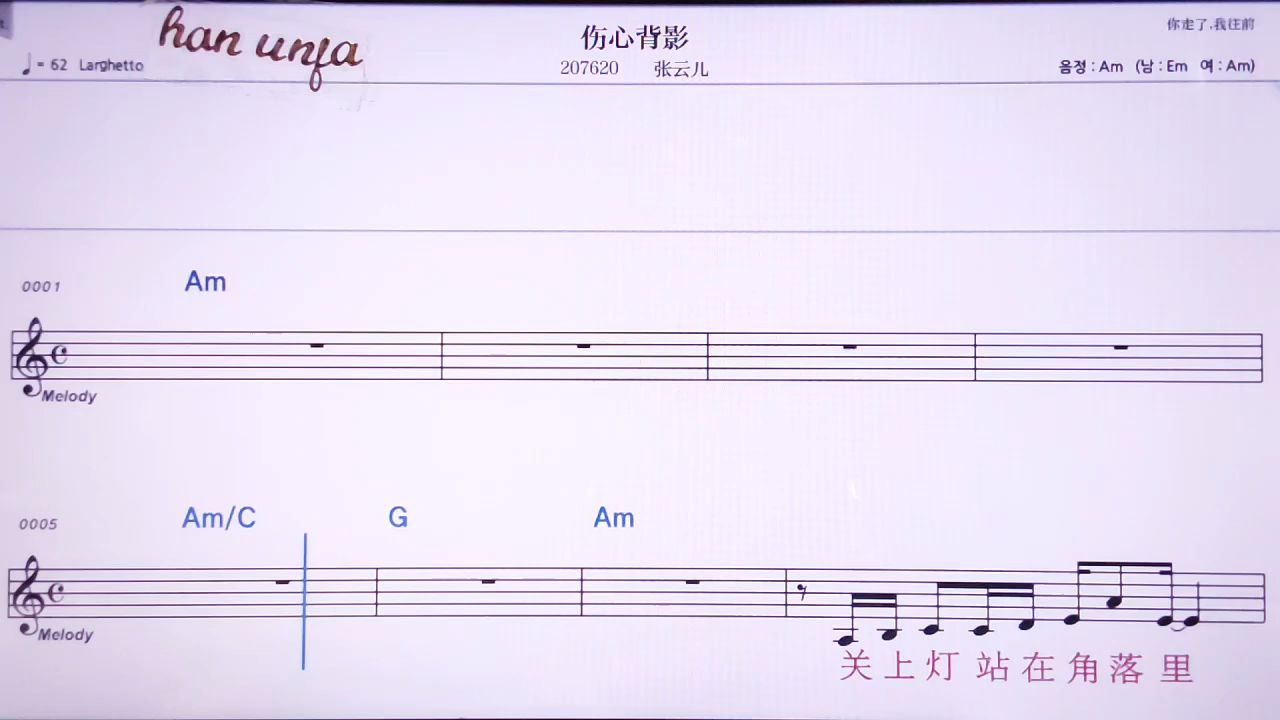 han unfa
伤心背影
你走了,我往前
♩= 62 Larghetto
207620 张云儿
음정 : Am (남 : Em 여 : Am)
0001 Am
Melody
0005 Am/C G Am
Melody
关上灯 站在角落 里